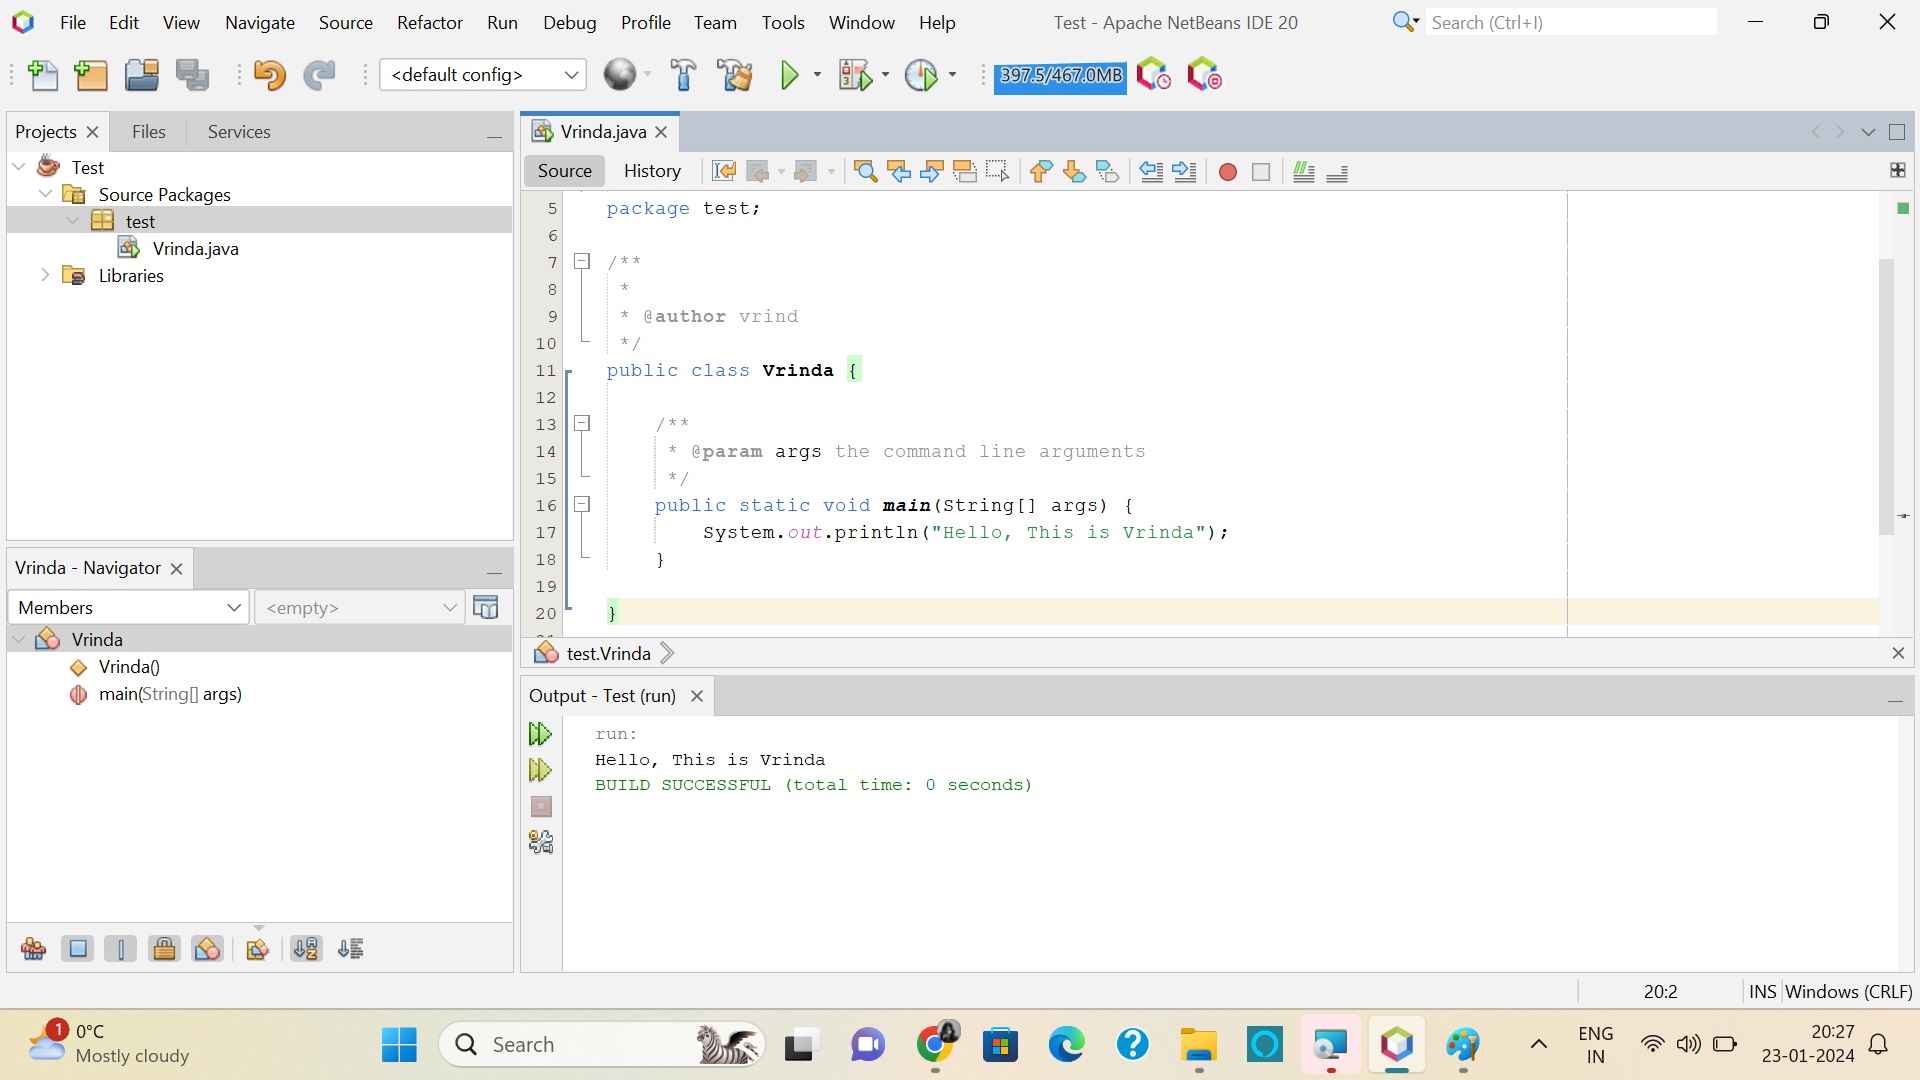 File Edit View Navigate Source Refactor Run Debug Profile Team Tools Window Help Test - Apache NetBeans IDE 20 Search (Ctrl+I)
<default config> 397.5/467.0MB
Projects Files Services
Vrinda.java
Test
Source Packages
test
Vrinda.java
Libraries
Source History
5 package test;
6
7 /**
8 *
9 * @author vrind
10 */
11 public class Vrinda {
12
13 /**
14 * @param args the command line arguments
15 */
16 public static void main(String[] args) {
17 System.out.println("Hello, This is Vrinda");
18 }
19
20 }
test.Vrinda
Vrinda - Navigator
Members <empty>
Vrinda
Vrinda()
main(String[] args)
Output - Test (run)
run:
Hello, This is Vrinda
BUILD SUCCESSFUL (total time: 0 seconds)
20:2 INS Windows (CRLF)
1 0°C
Mostly cloudy
Search
ENG
IN
20:27
23-01-2024